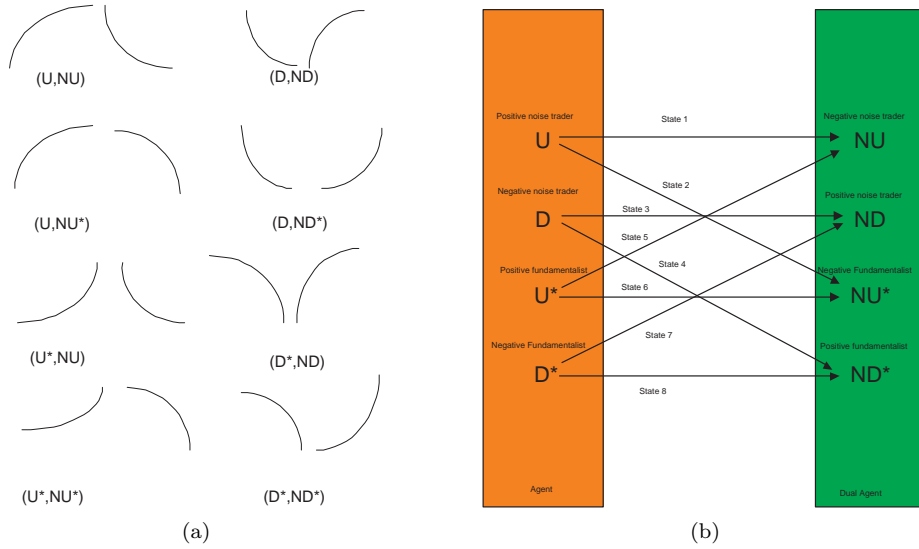 (U,NU)
(D,ND)
(U,NU*)
(D,ND*)
(U*,NU)
(D*,ND)
(U*,NU*)
(D*,ND*)
(a)
Positive noise trader
U
Negative noise trader
D
Positive fundamentalist
U*
Negative Fundamentalist
D*
Agent
State 1
State 2
State 3
State 5
State 4
State 6
State 7
State 8
Negative noise trader
NU
Positive noise trader
ND
Negative Fundamentalist
NU*
Positive fundamentalist
ND*
Dual Agent
(b)